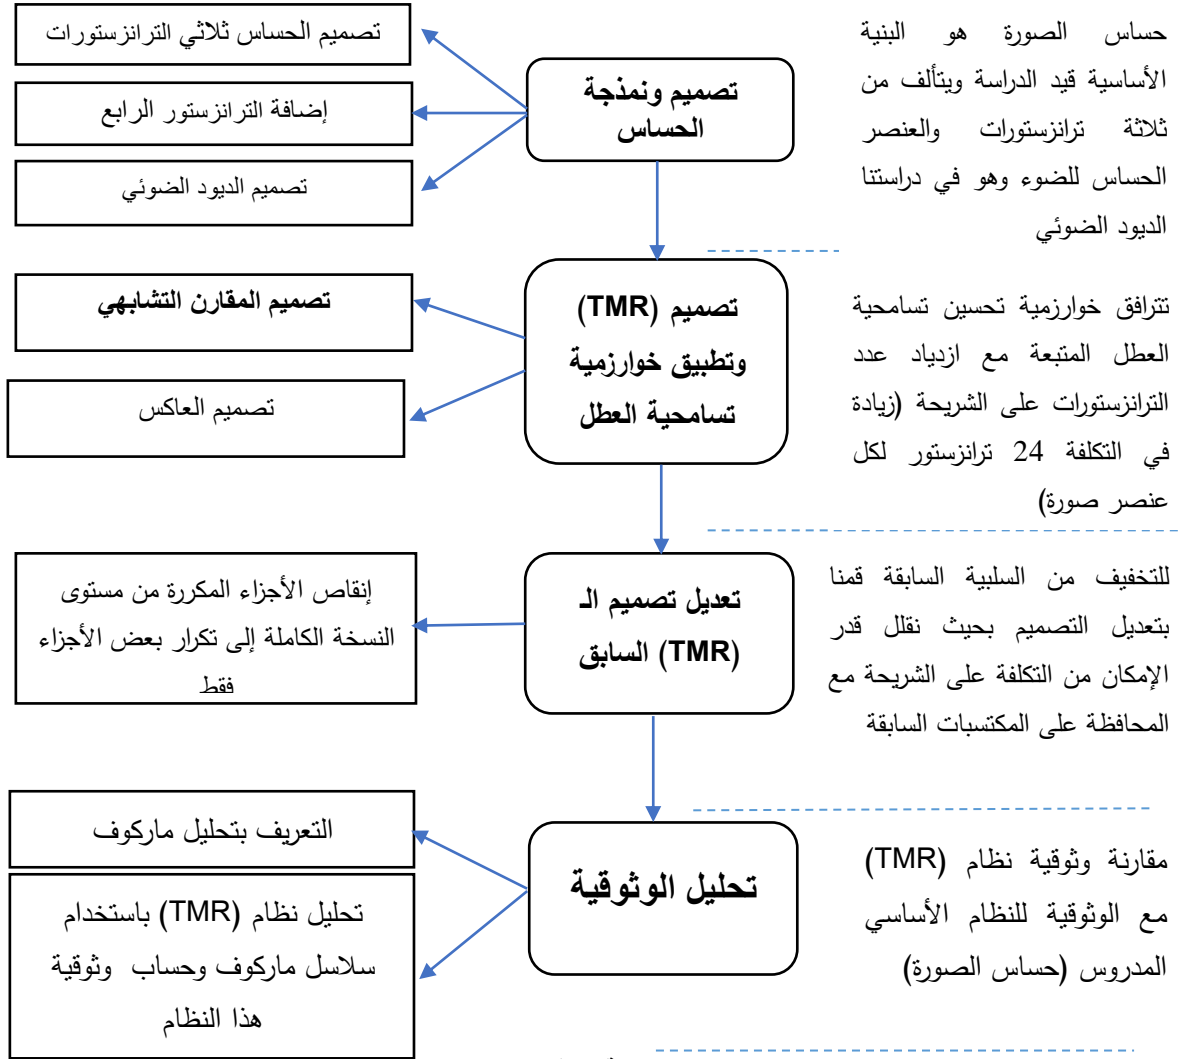 حساس الصورة هو البنية
الأساسية قيد الدراسة ويتألف من
ثلاثة ترانزستورات والعنصر
الحساس للضوء وهو في دراستنا
الديود الضوئي
تصميم ونمذجة
الحساس
تصميم الحساس ثلاثي الترانزستورات
إضافة الترانزستور الرابع
تصميم الديود الضوئي
تترافق خوارزمية تحسين تسامحية
العطل المتبعة مع ازدياد عدد
الترانزستورات على الشريحة (زيادة
في التكلفة 24 ترانزستور لكل
عنصر صورة)
تصميم (TMR)
وتطبيق خوارزمية
تسامحية العطل
تصميم المقارن التشابهي
تصميم العاكس
للتخفيف من السلبية السابقة قمنا
بتعديل التصميم بحيث نقلل قدر
الإمكان من التكلفة على الشريحة مع
المحافظة على المكتسبات السابقة
تعديل تصميم الـ
(TMR) السابق
إنقاص الأجزاء المكررة من مستوى
النسخة الكاملة إلى تكرار بعض الأجزاء
فقط
مقارنة وثوقية نظام (TMR)
مع الوثوقية للنظام الأساسي
المدروس (حساس الصورة)
تحليل الوثوقية
التعريف بتحليل ماركوف
تحليل نظام (TMR) باستخدام
سلاسل ماركوف وحساب وثوقية
هذا النظام